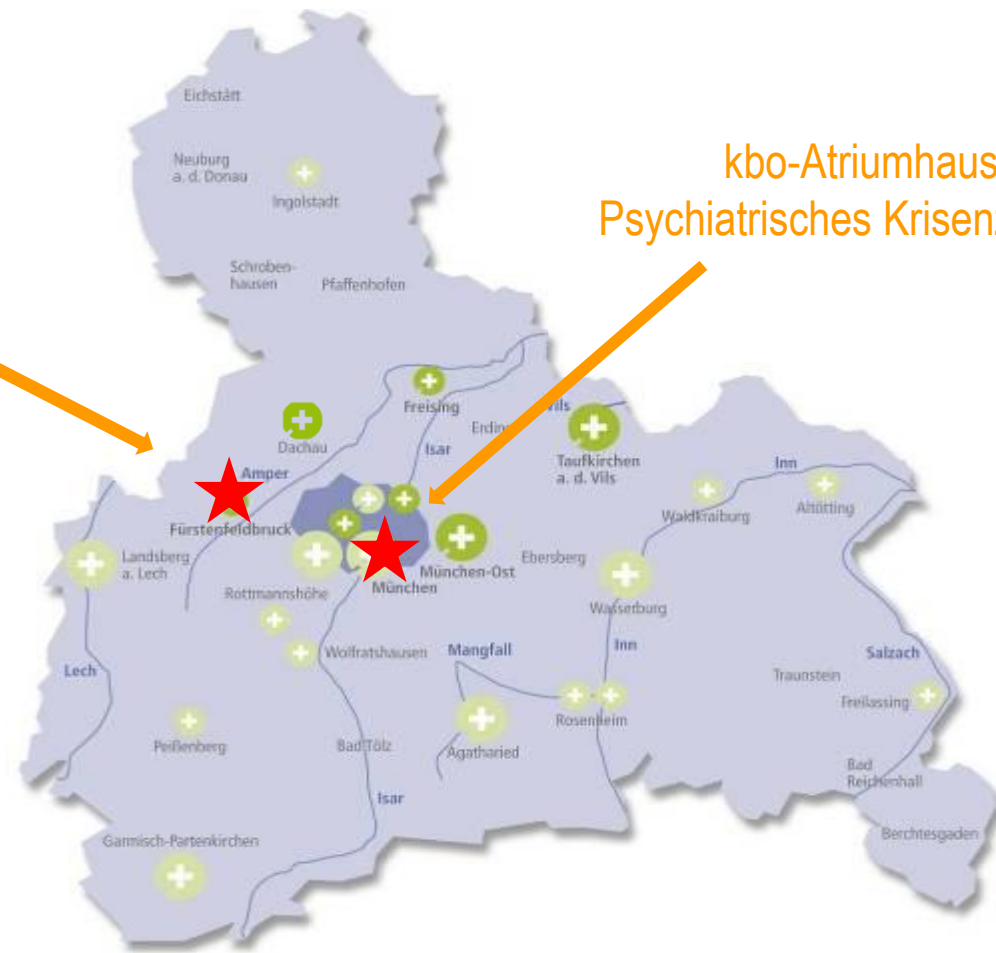 Eichstätt
kbo-Atriumhaus
Psychiatrisches Krisen
Neuburg
a. d. Donau
Ingolstadt
Schroben-
hausen
Pfaffenhofen
Freising
Erding
Vils
Dachau
Isar
Taufkirchen
a. d. Vils
Amper
Inn
Waldkraiburg
Altötting
Fürstenfeldbruck
Landsberg
a. Lech
Ebersberg
München-Ost
München
Rottmannshöhe
Wasserburg
Wolfratshausen
Mangfall
Inn
Salzach
Lech
Traunstein
Freilassing
Rosenheim
Peißenberg
Bad Tölz
Agatharied
Bad
Reichenhall
Isar
Berchtesgaden
Garmisch-Partenkirchen